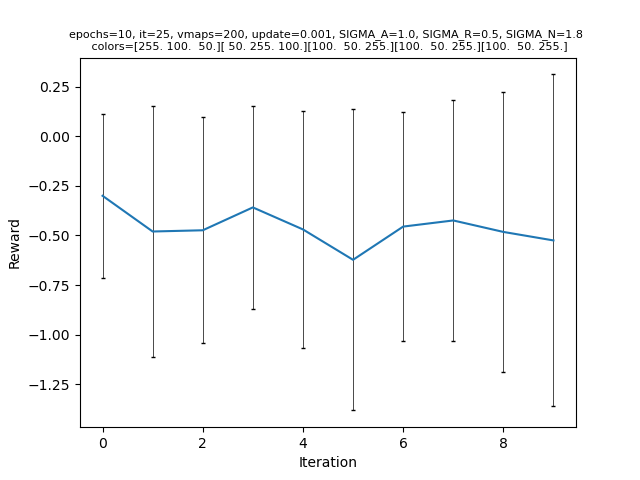 epochs=10, it=25, vmaps=200, update=0.001, SIGMA_A=1.0, SIGMA_R=0.5, SIGMA_N=1.8
colors=[255. 100.  50.][ 50. 255. 100.][100.  50. 255.][100.  50. 255.][100.  50. 255.]
0.25
0.00
−0.25
−0.50
−0.75
−1.00
−1.25
Reward
0 2 4 6 8
Iteration